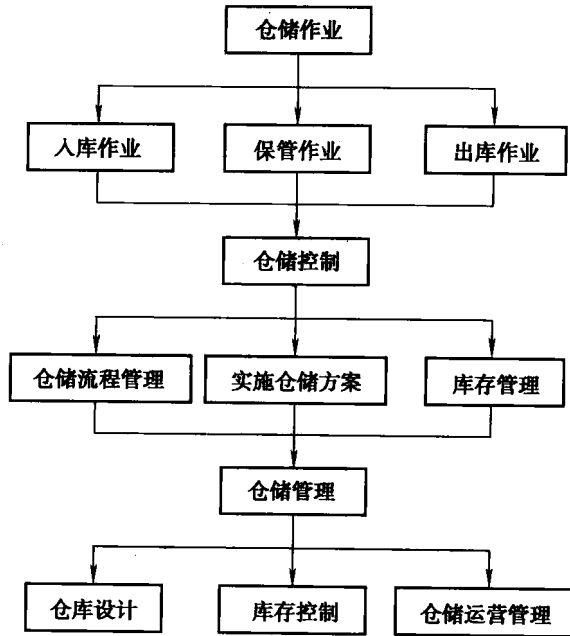 仓储作业
入库作业
保管作业
出库作业
仓储控制
仓储流程管理
实施仓储方案
库存管理
仓储管理
仓库设计
库存控制
仓储运营管理